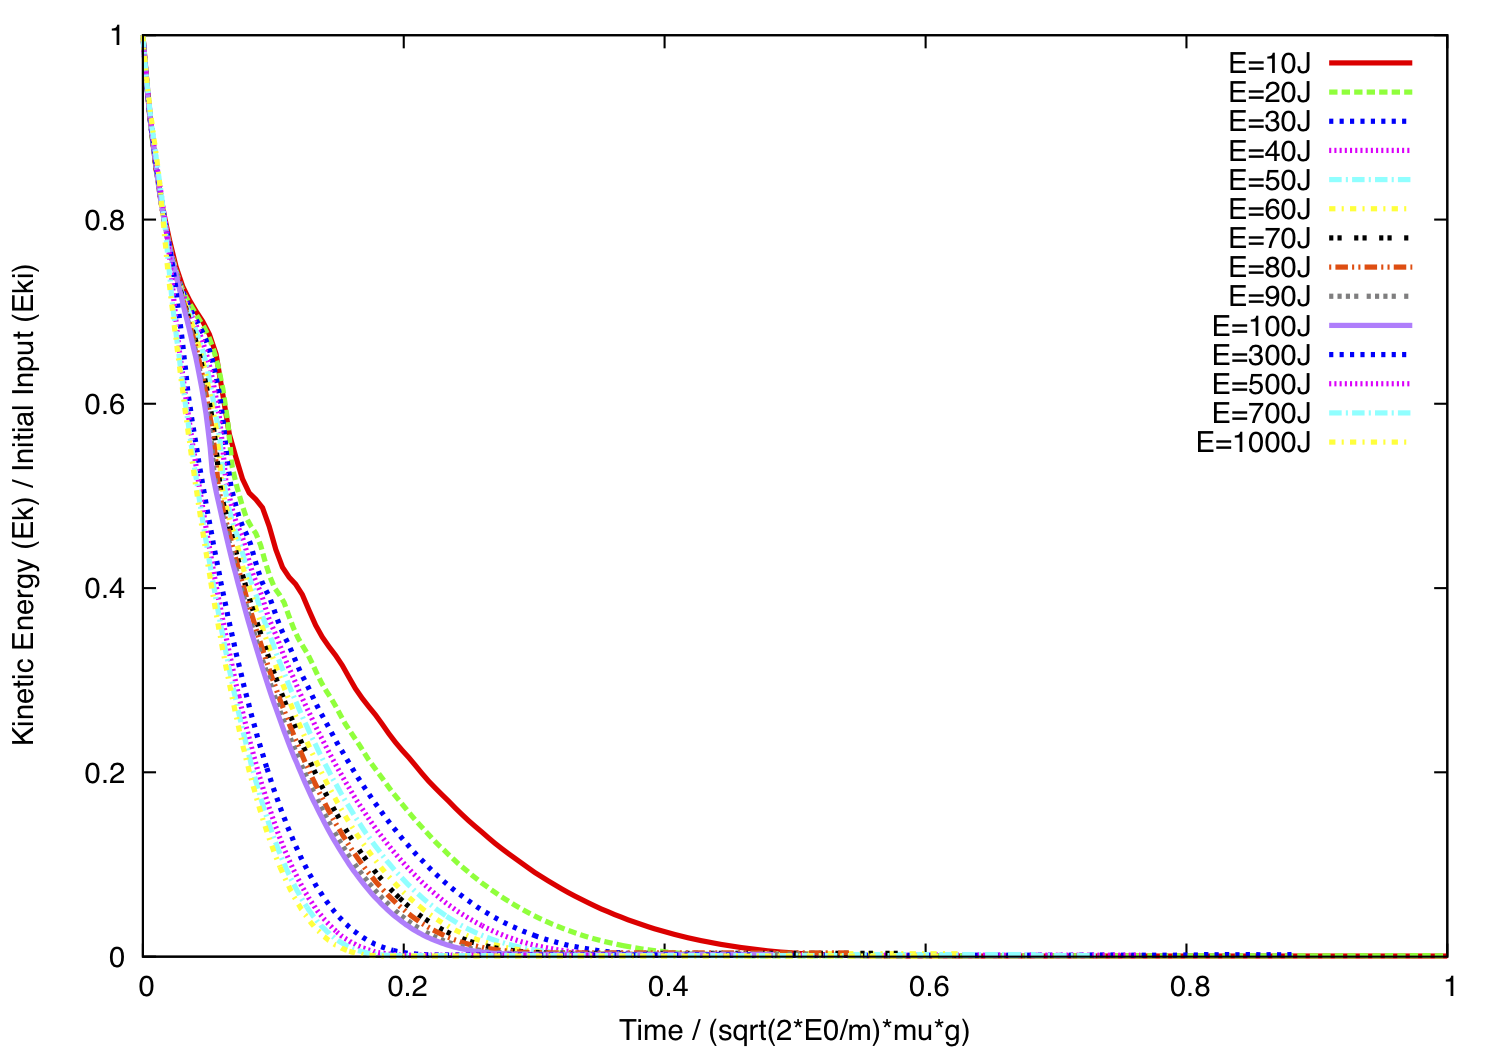 1
0.8
0.6
0.4
0.2
0
Kinetic Energy (Ek) / Initial Input (Eki)
E=10J
E=20J
E=30J
E=40J
E=50J
E=60J
E=70J
E=80J
E=90J
E=100J
E=300J
E=500J
E=700J
E=1000J
0 0.2 0.4 0.6 0.8 1
Time / (sqrt(2*E0/m)*mu*g)